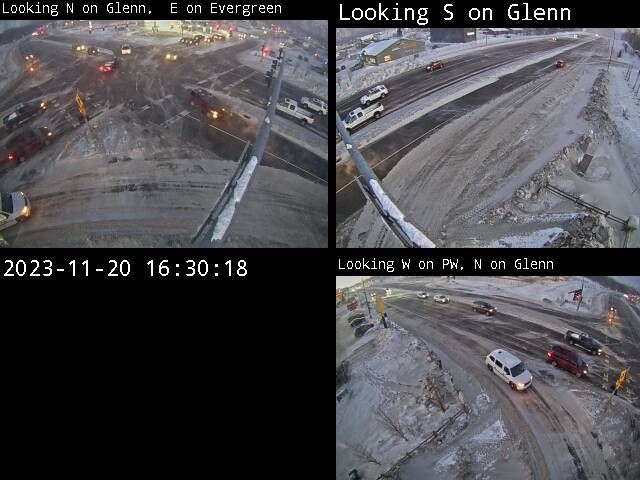 Looking N on Glenn,  E on Evergreen
Looking S on Glenn
2023-11-20 16:30:18
Looking W on PW, N on Glenn